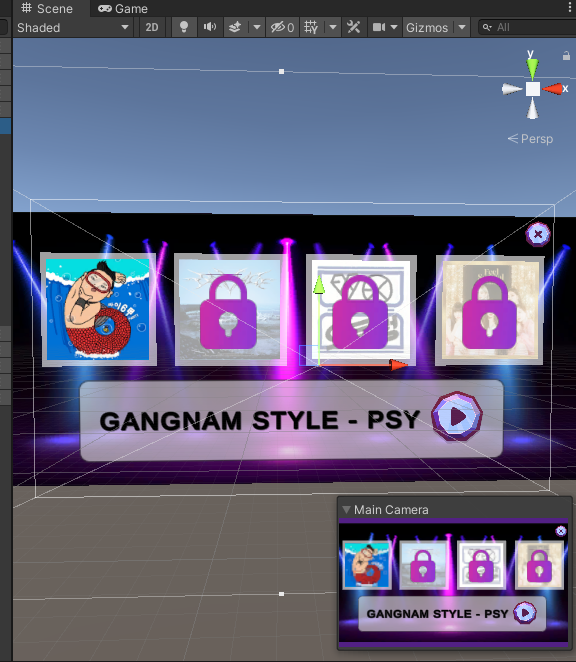 Scene Game
Shaded 2D 0 Gizmos All
y
x
Persp
GANGNAM STYLE - PSY
Main Camera
GANGNAM STYLE - PSY